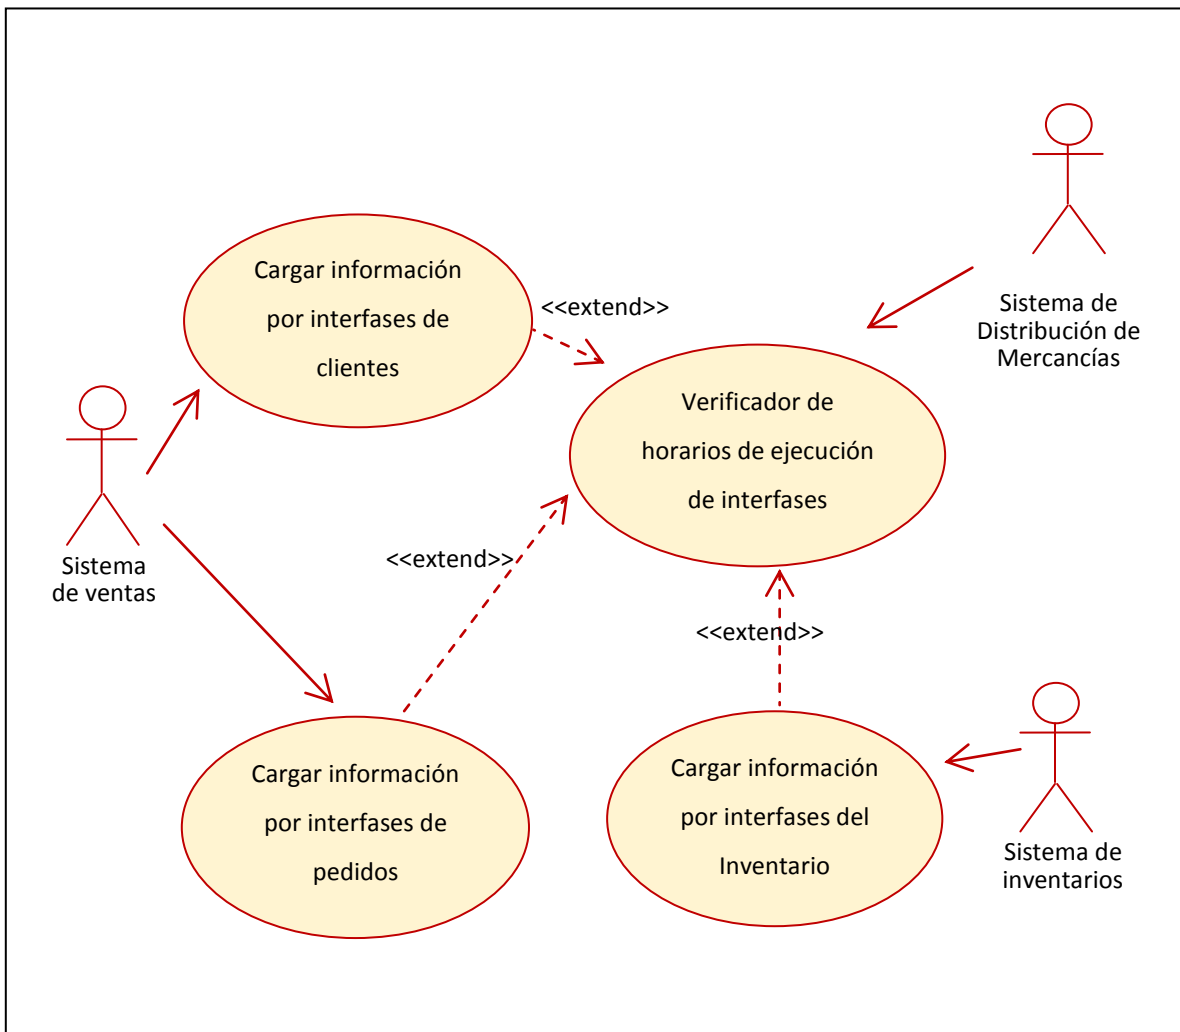 Cargar información
por interfases de
clientes
<<extend>>
Sistema de
Distribución de
Mercancías
Verificador de
horarios de ejecución
de interfases
Sistema
de ventas
<<extend>>
<<extend>>
Cargar información
por interfases de
pedidos
Cargar información
por interfases del
Inventario
Sistema de
inventarios